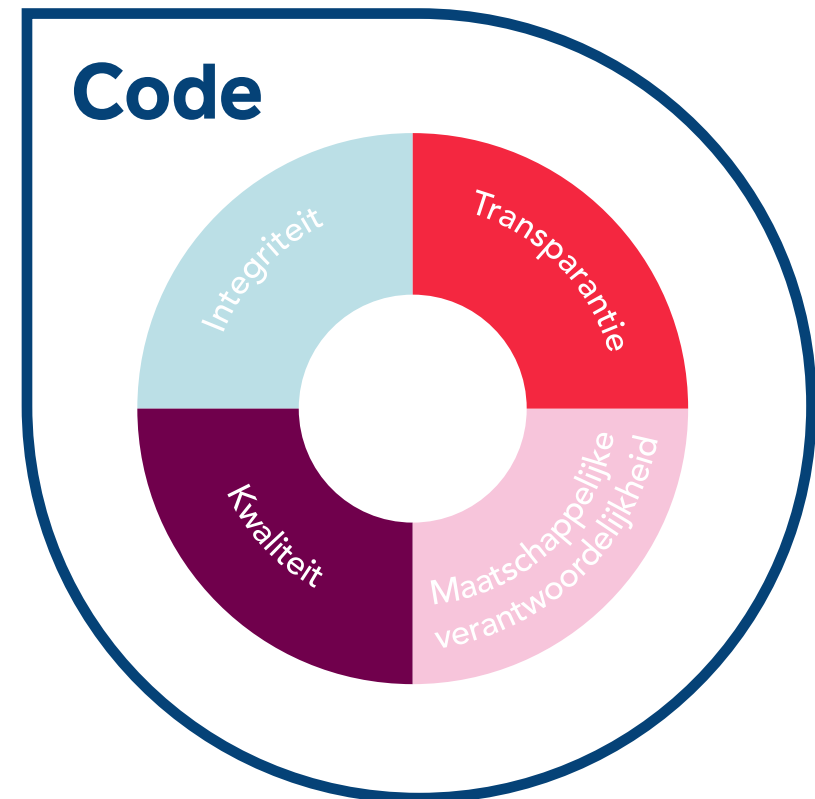 Code
Integriteit
Transparantie
Kwaliteit
Maatschappelijke
verantwoordelijkheid